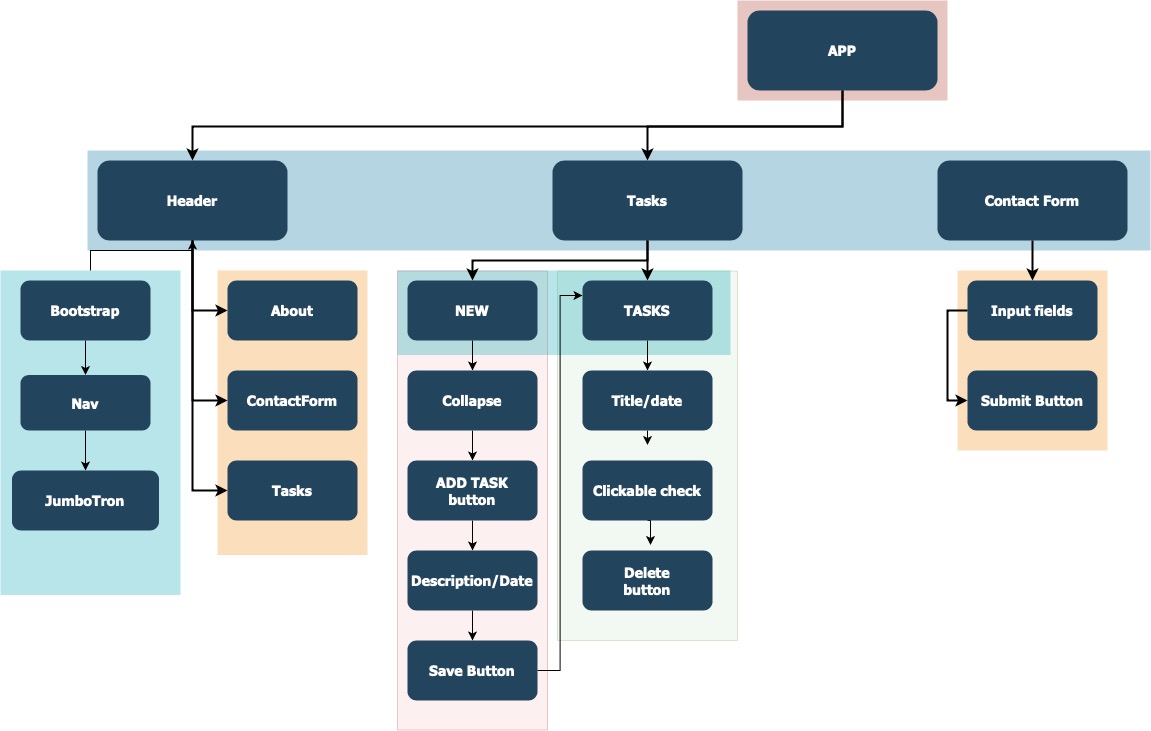 APP
Header
Tasks
Contact Form
Bootstrap
About
NEW
TASKS
Input fields
Nav
ContactForm
Collapse
Title/date
Submit Button
JumboTron
Tasks
ADD TASK
button
Clickable check
Description/Date
Delete
button
Save Button